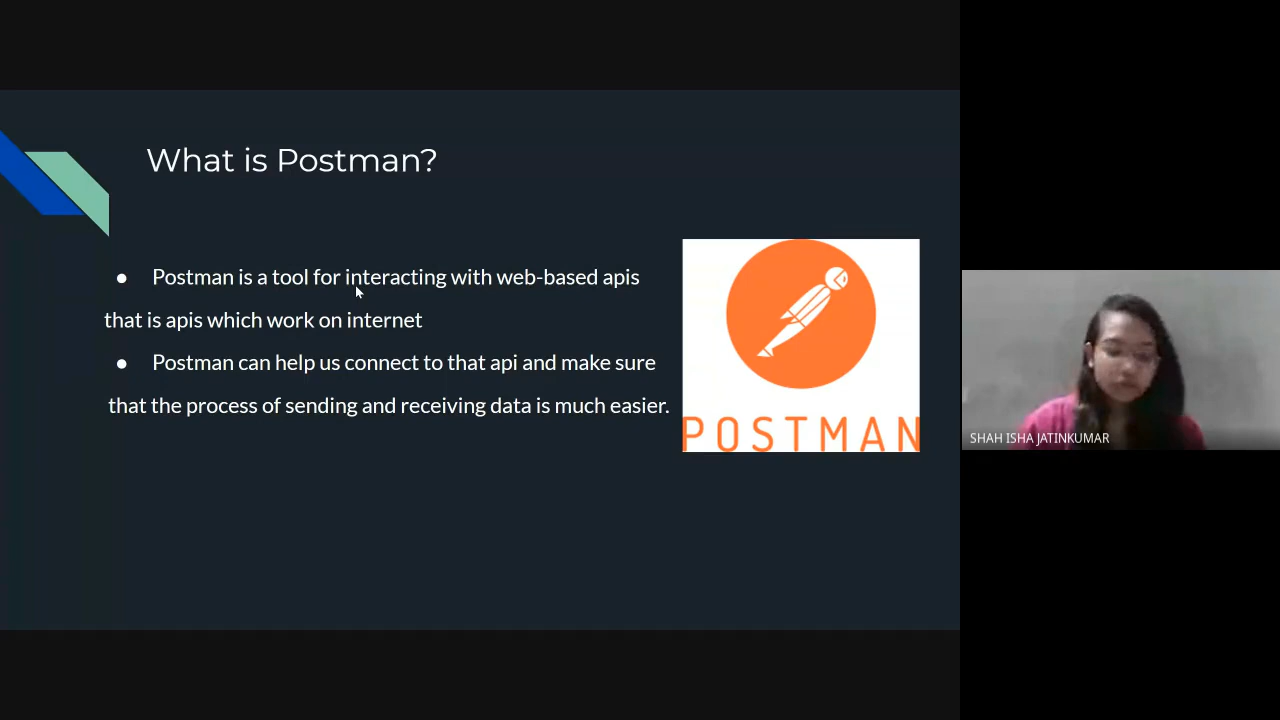 What is Postman?
● Postman is a tool for interacting with web-based apis
that is apis which work on internet
● Postman can help us connect to that api and make sure
that the process of sending and receiving data is much easier.
POSTMAN
SHAH ISHA JATINKUMAR